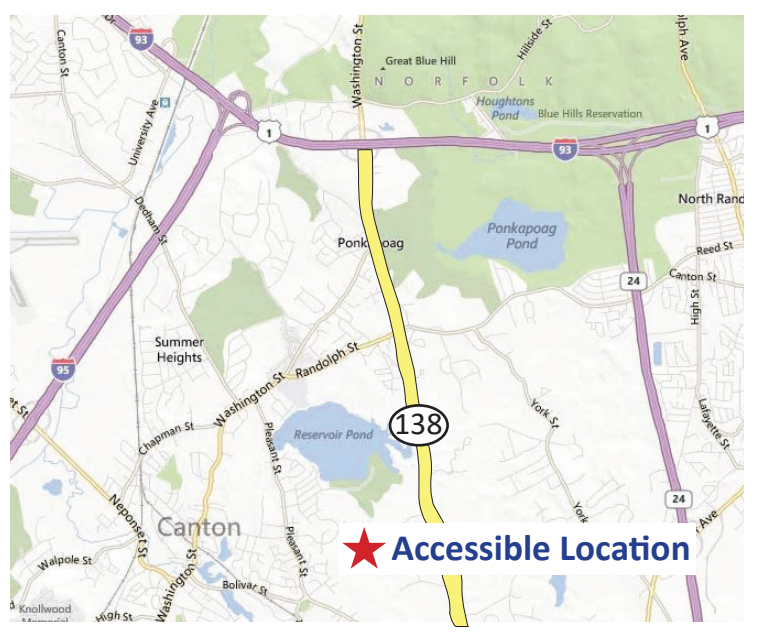 93
Canton St
Washington St
Great Blue Hill
NORFOLK
Hillside St
Houghtons
Pond
Blue Hills Reservation
University Ave
1
93
1
Dedham St
Ponkapoag
Pond
North Rand
Reed St
Canton St
24
High St
Summer
Heights
Randolph St
95
Washington St
York St
138
Lafayette St
Chapman St
Pleasant St
Reservoir Pond
Neponset St
Canton
York
24
Ave
Accessible Location
Walpole St
Pleasant St
Washington St
Bolivar St
High St
Knollwood